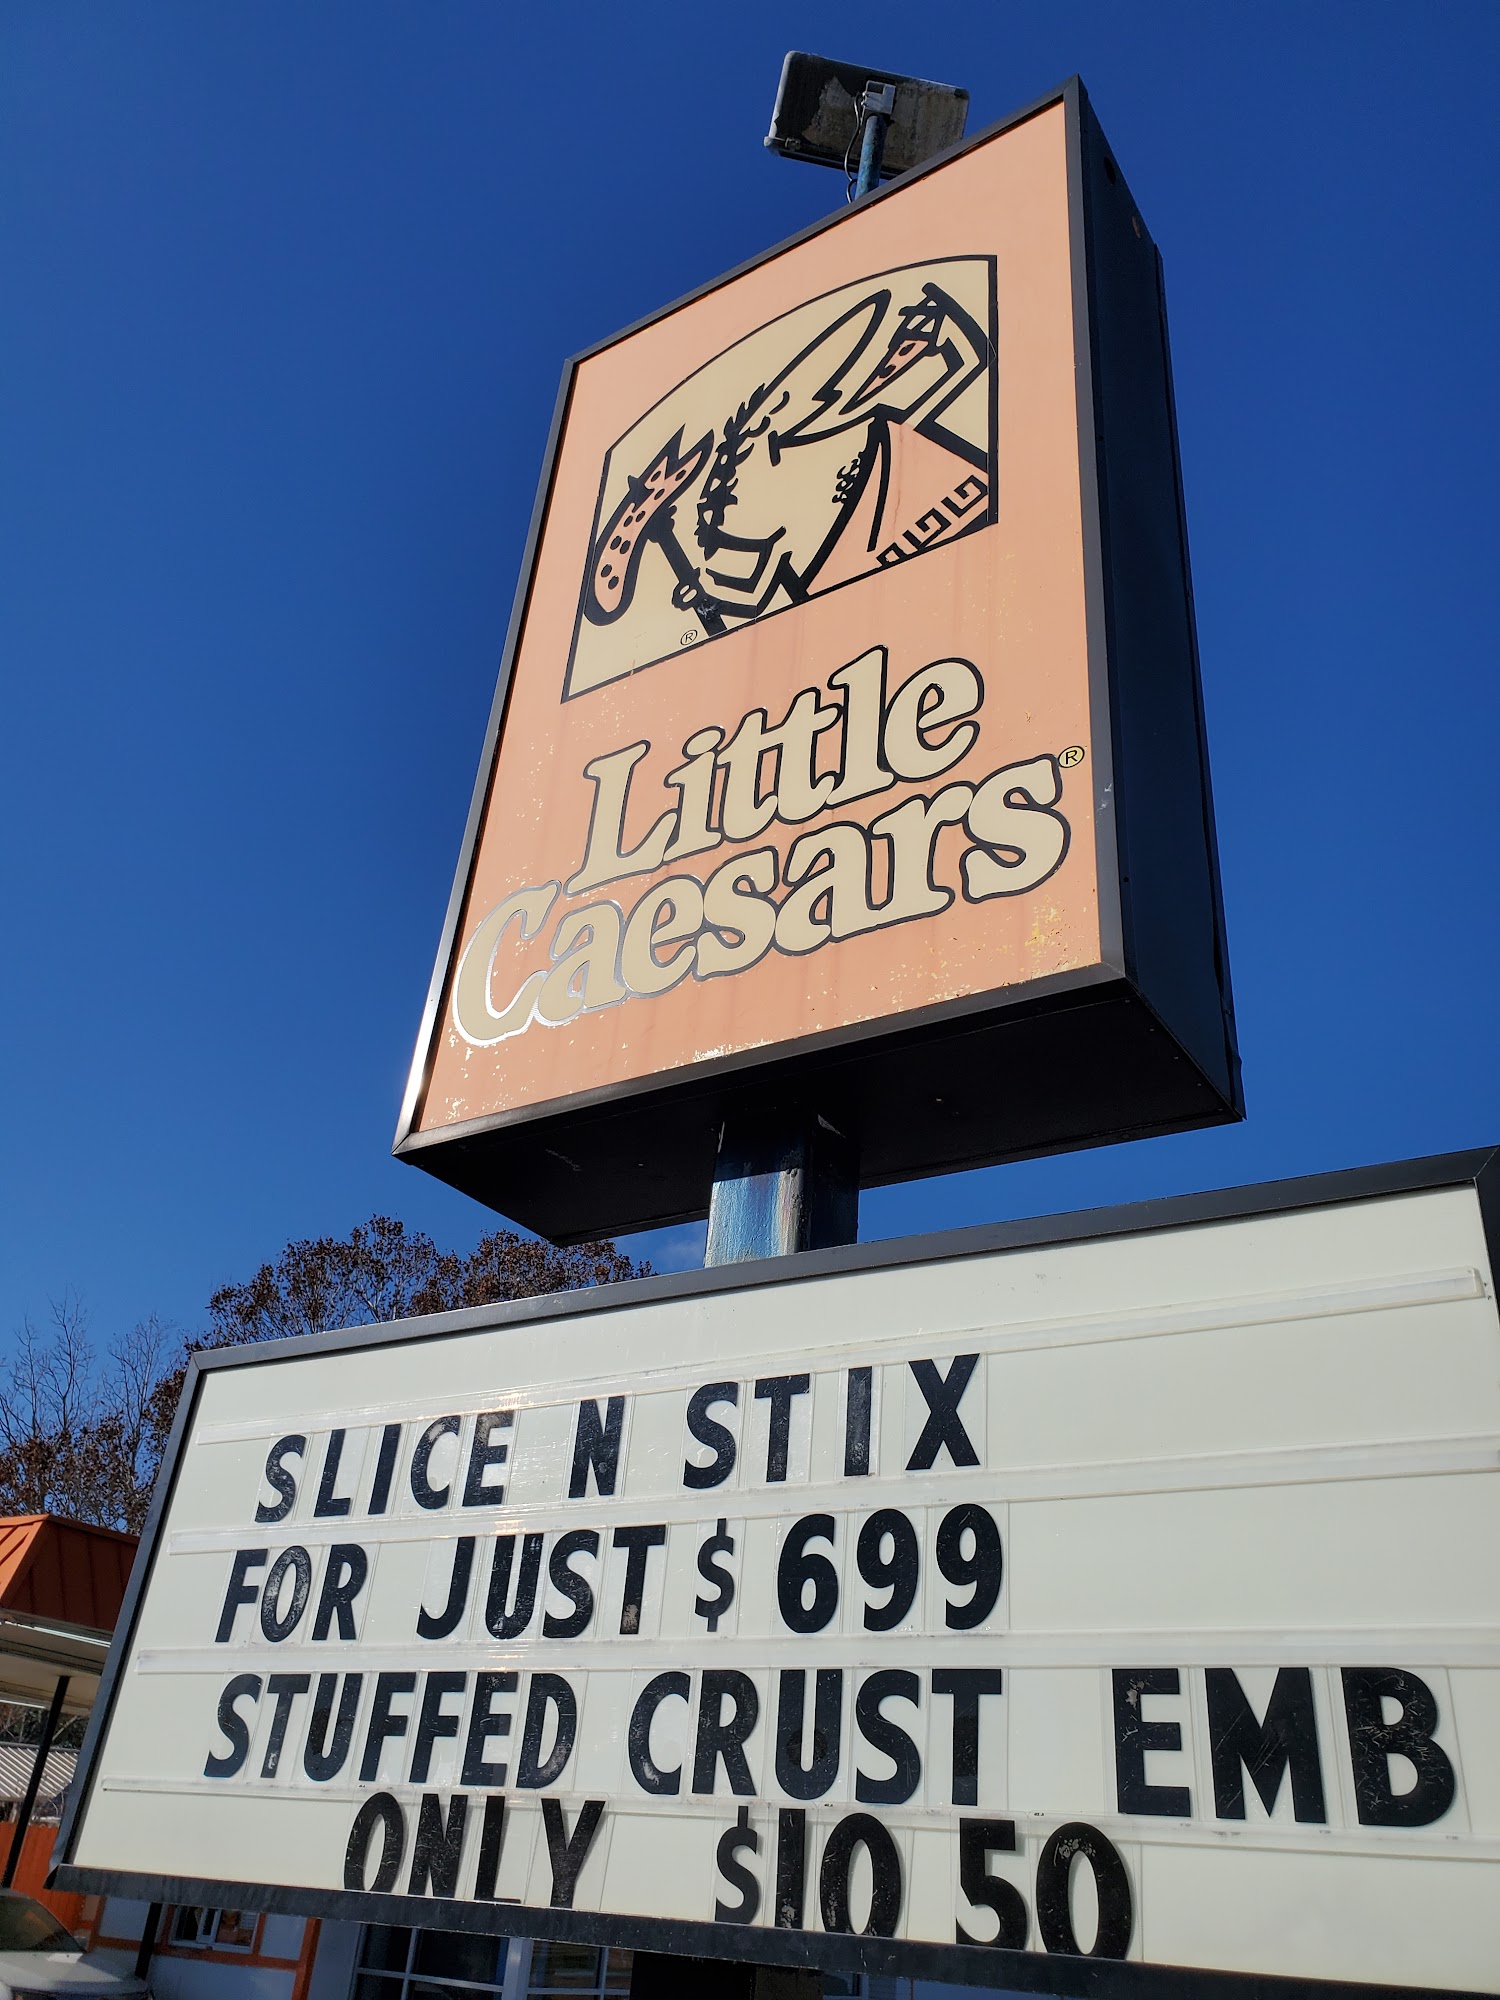 ®
Little
Caesars®
SLICE N STIX
FOR JUST $ 699
STUFFED CRUST EMB
ONLY $10 50